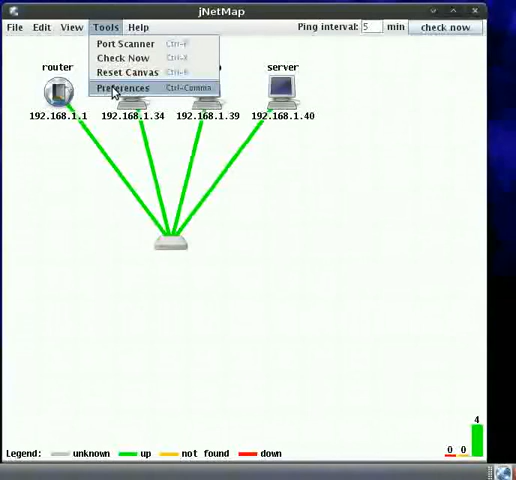 jNetMap
File Edit View Tools Help Ping interval: 5 min check now
Port Scanner
Check Now
Reset Canvas
Preferences Ctrl-Comma
router
server
192.168.1.1 192.168.1.34 192.168.1.39 192.168.1.40
4
0 0
Legend: unknown up not found down